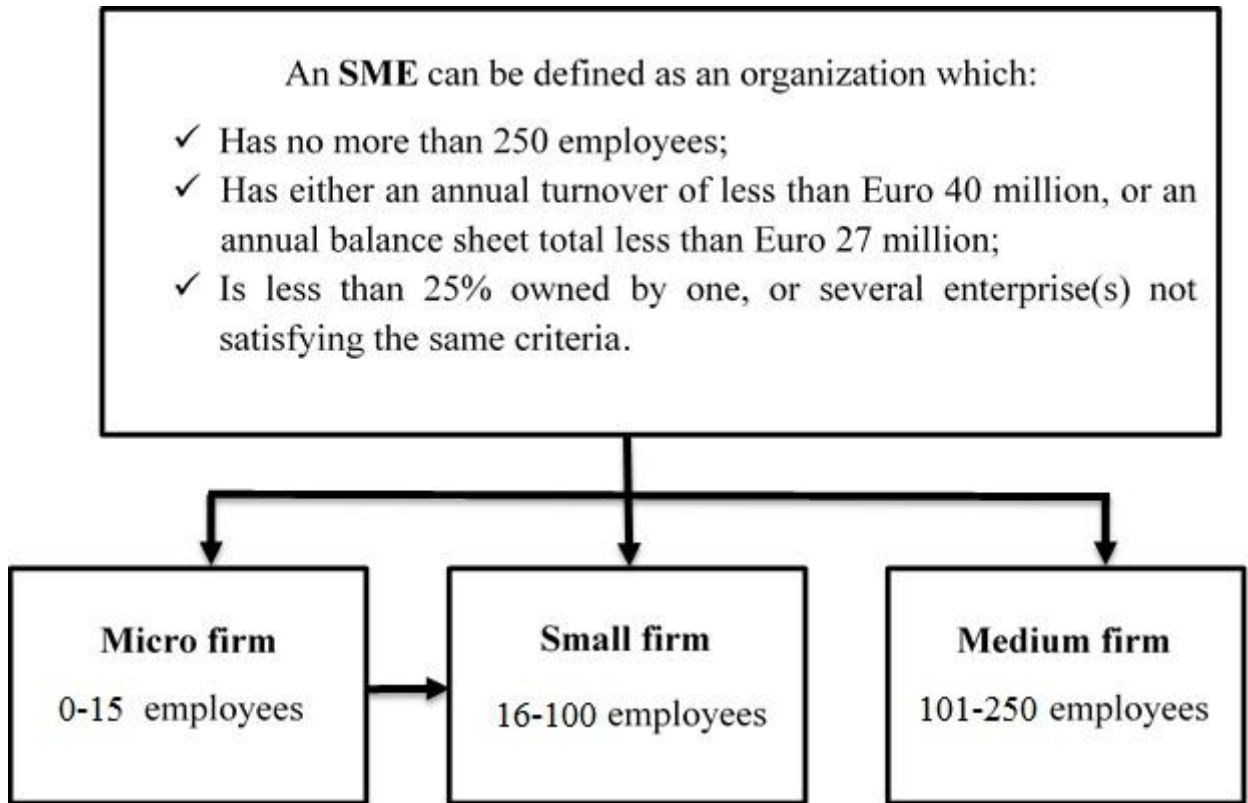 An SME can be defined as an organization which:
✓ Has no more than 250 employees;
✓ Has either an annual turnover of less than Euro 40 million, or an
annual balance sheet total less than Euro 27 million;
✓ Is less than 25% owned by one, or several enterprise(s) not
satisfying the same criteria.
Micro firm
0-15 employees
Small firm
16-100 employees
Medium firm
101-250 employees